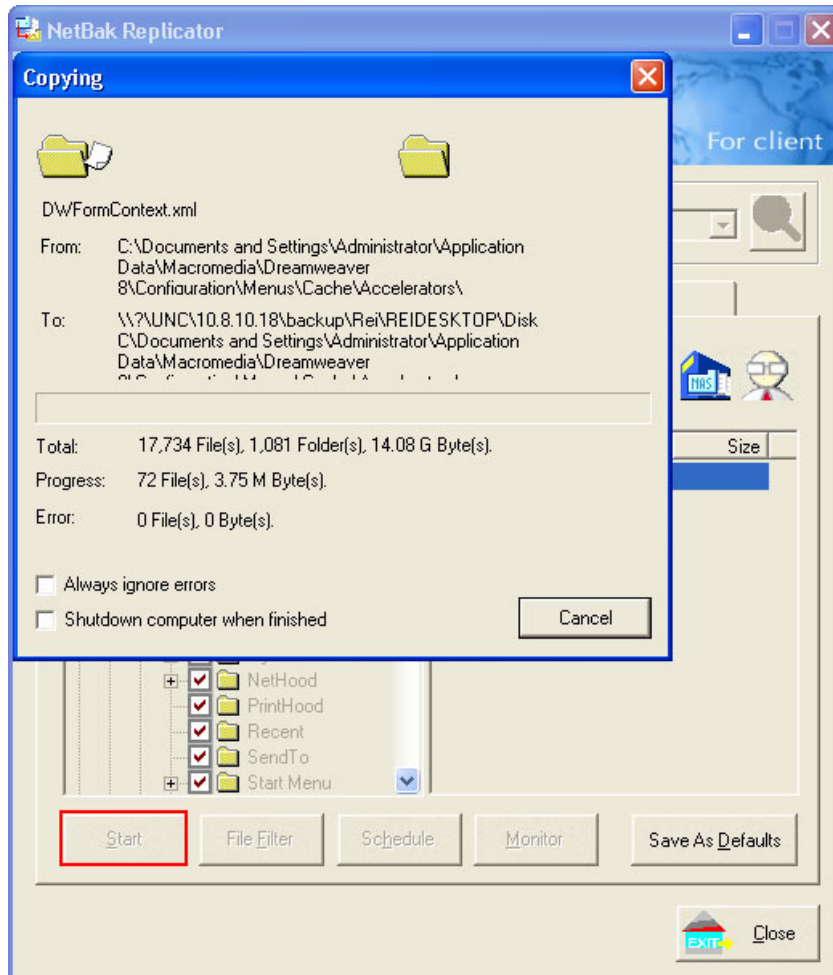 NetBak Replicator
Copying
For client
DWFormContext.xml
From: C:\Documents and Settings\Administrator\Application
Data\Macromedia\Dreamweaver
8\Configuration\Menus\Cache\Accelerators\
To: \\?\UNC\10.8.10.18\backup\Rei\REIDESKTOP\Disk
C\Documents and Settings\Administrator\Application
Data\Macromedia\Dreamweaver
NAS
Total: 17,734 File(s), 1,081 Folder(s), 14.08 G Byte(s).
Size
Progress: 72 File(s), 3.75 M Byte(s).
Error: 0 File(s), 0 Byte(s).
Always ignore errors
Shutdown computer when finished
Cancel
NetHood
PrintHood
Recent
SendTo
Start Menu
Start
File Filter
Schedule
Monitor
Save As Defaults
EXIT
Close